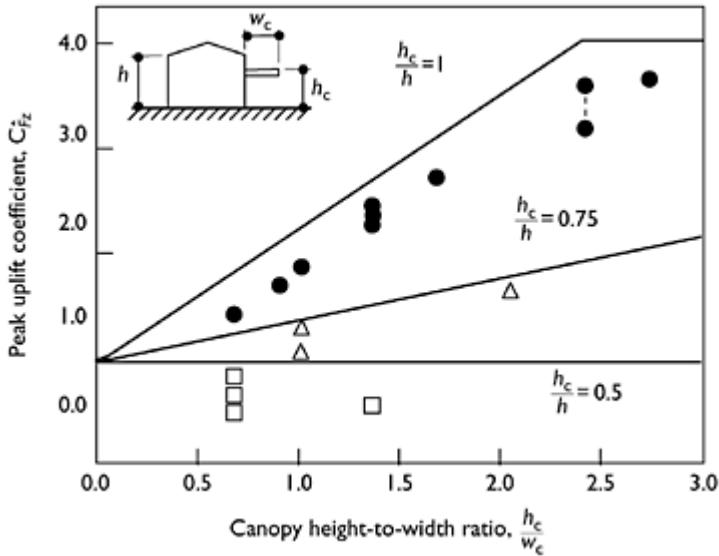 w_c
4.0
h
h_c
h_c/h = 1
3.0
h_c/h = 0.75
2.0
1.0
h_c/h = 0.5
0.0
0.0 0.5 1.0 1.5 2.0 2.5 3.0
Canopy height-to-width ratio, h_c/w_c
Peak uplift coefficient, Ĉ_Fz